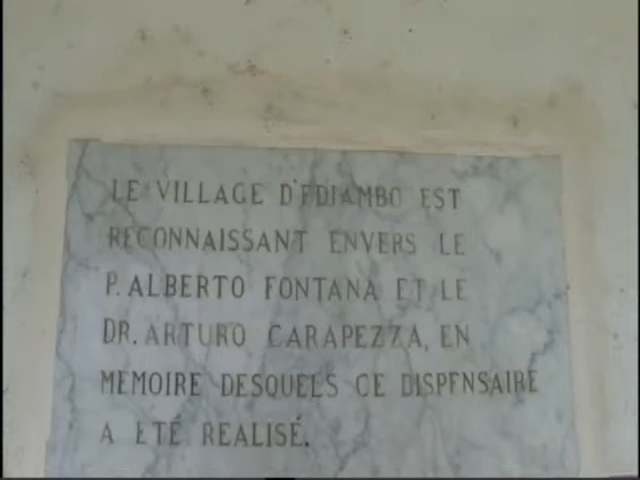 LE VILLAGE D'EDIAMBO EST
RECONNAISSANT ENVERS LE
P. ALBERTO FONTANA ET LE
DR. ARTURO CARAPEZZA, EN
MEMOIRE DESQUELS CE DISPENSAIRE
A ETÉ REALISÉ.